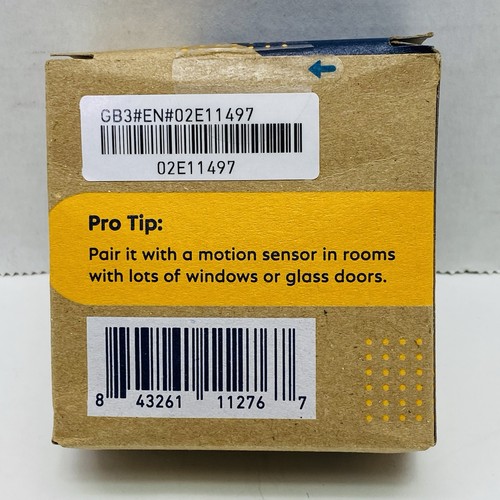 GB3#EN#02E11497
02E11497
Pro Tip:
Pair it with a motion sensor in rooms
with lots of windows or glass doors.
8 43261 11276 7